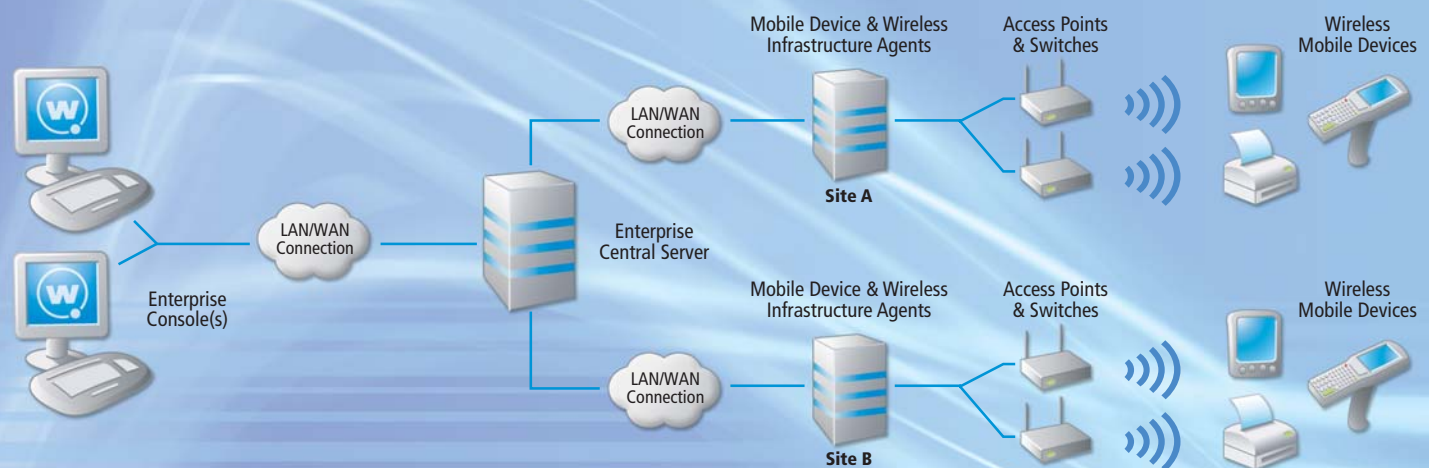 Mobile Device & Wireless
Infrastructure Agents
Access Points
& Switches
Wireless
Mobile Devices
W
LAN/WAN
Connection
Site A
LAN/WAN
Connection
Enterprise
Central Server
W
Enterprise
Console(s)
Mobile Device & Wireless
Infrastructure Agents
Access Points
& Switches
Wireless
Mobile Devices
LAN/WAN
Connection
Site B